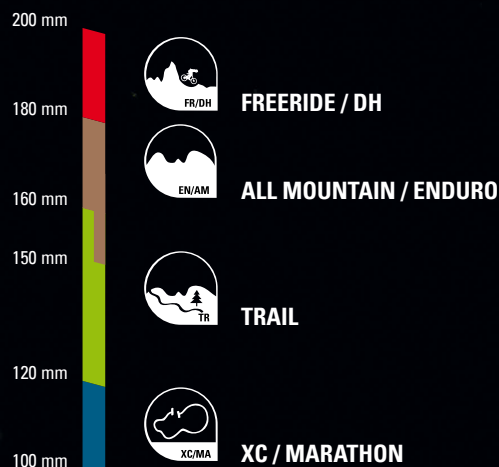 200 mm
FR/DH
FREERIDE / DH
180 mm
EN/AM
ALL MOUNTAIN / ENDURO
160 mm
150 mm
TR
TRAIL
120 mm
XC/MA
XC / MARATHON
100 mm